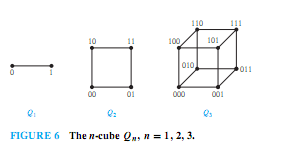 110 111
10 11 100 101
010 011
0 1 00 01 000 001
Q₁ Q₂ Q₃
FIGURE 6 The n-cube Qₙ, n = 1, 2, 3.